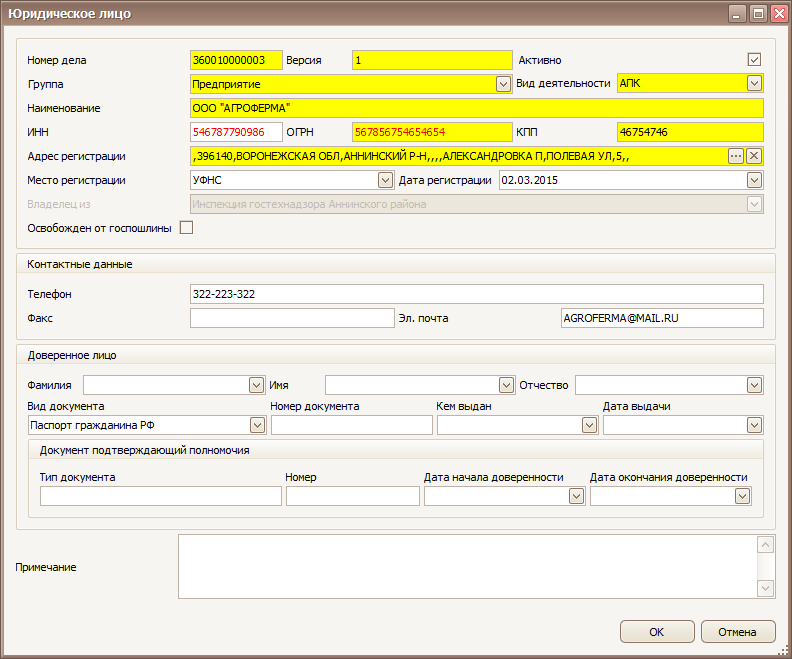 Юридическое лицо
Номер дела 360010000003 Версия 1 Активно
Группа Предприятие Вид деятельности АПК
Наименование ООО "АГРОФЕРМА"
ИНН 546787790986 ОГРН 567856754654654 КПП 46754746
Адрес регистрации ,396140,ВОРОНЕЖСКАЯ ОБЛ,АННИНСКИЙ Р-Н,,,,АЛЕКСАНДРОВКА П,ПОЛЕВАЯ УЛ,5,,
Место регистрации УФНС Дата регистрации 02.03.2015
Владелец из Инспекция гостехнадзора Аннинского района
Освобожден от госпошлины
Контактные данные
Телефон 322-223-322
Факс Эл. почта AGROFERMA@MAIL.RU
Доверенное лицо
Фамилия Имя Отчество
Вид документа Номер документа Кем выдан Дата выдачи
Паспорт гражданина РФ
Документ подтверждающий полномочия
Тип документа Номер Дата начала доверенности Дата окончания доверенности
Примечание
OK Отмена